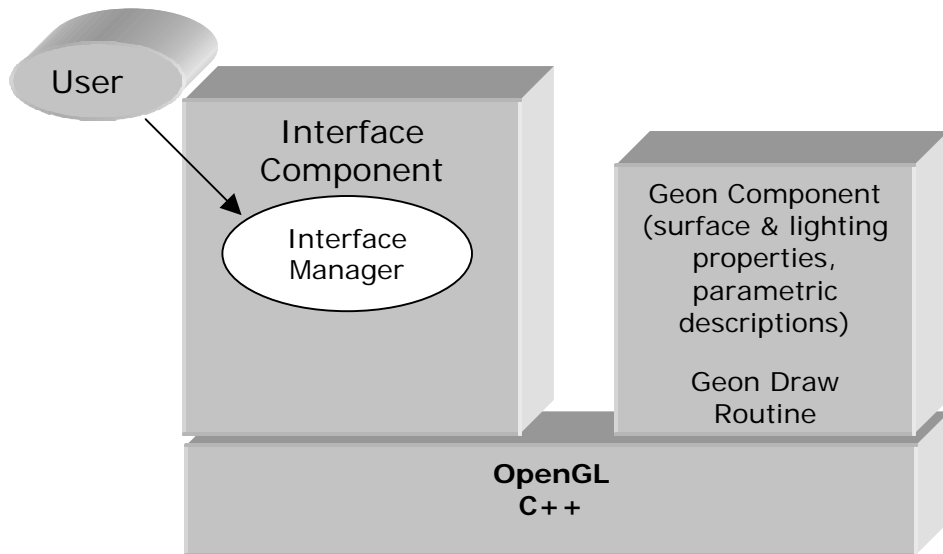 User
Interface
Component
Interface
Manager
Geon Component
(surface & lighting
properties,
parametric
descriptions)
Geon Draw
Routine
OpenGL
C++